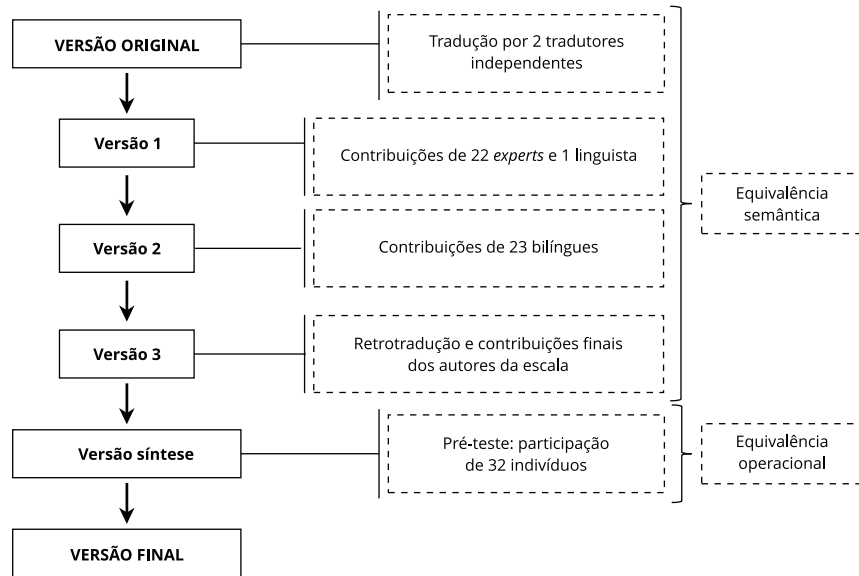 VERSÃO ORIGINAL
Tradução por 2 tradutores
independentes
Versão 1
Contribuições de 22 experts e 1 linguista
Equivalência
semântica
Versão 2
Contribuições de 23 bilíngues
Versão 3
Retrotradução e contribuições finais
dos autores da escala
Versão síntese
Pré-teste: participação
de 32 indivíduos
Equivalência
operacional
VERSÃO FINAL